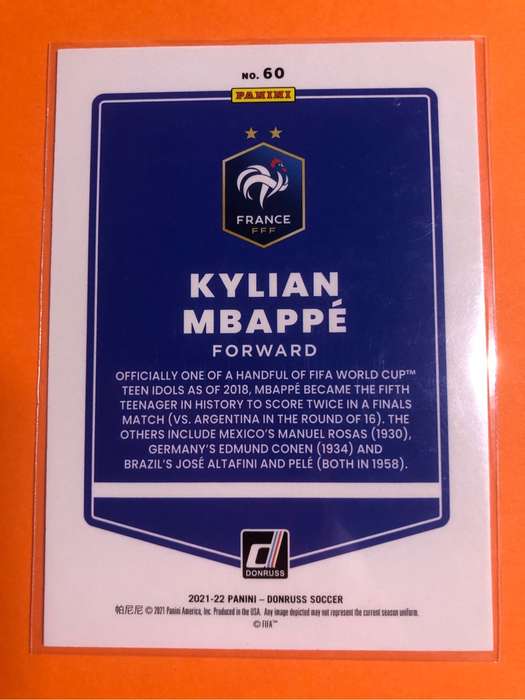 NO. 60
PANINI
FRANCE
FFF
KYLIAN
MBAPPÉ
FORWARD
OFFICIALLY ONE OF A HANDFUL OF FIFA WORLD CUP™
TEEN IDOLS AS OF 2018, MBAPPÉ BECAME THE FIFTH
TEENAGER IN HISTORY TO SCORE TWICE IN A FINALS
MATCH (VS. ARGENTINA IN THE ROUND OF 16). THE
OTHERS INCLUDE MEXICO'S MANUEL ROSAS (1930),
GERMANY'S EDMUND CONEN (1934) AND
BRAZIL'S JOSÉ ALTAFINI AND PELÉ (BOTH IN 1958).
d
DONRUSS
2021-22 PANINI – DONRUSS SOCCER
帕尼尼 © 2021 Panini America, Inc. Produced in the USA. Any image depicted may not represent the current season uniform.
© FIFA™